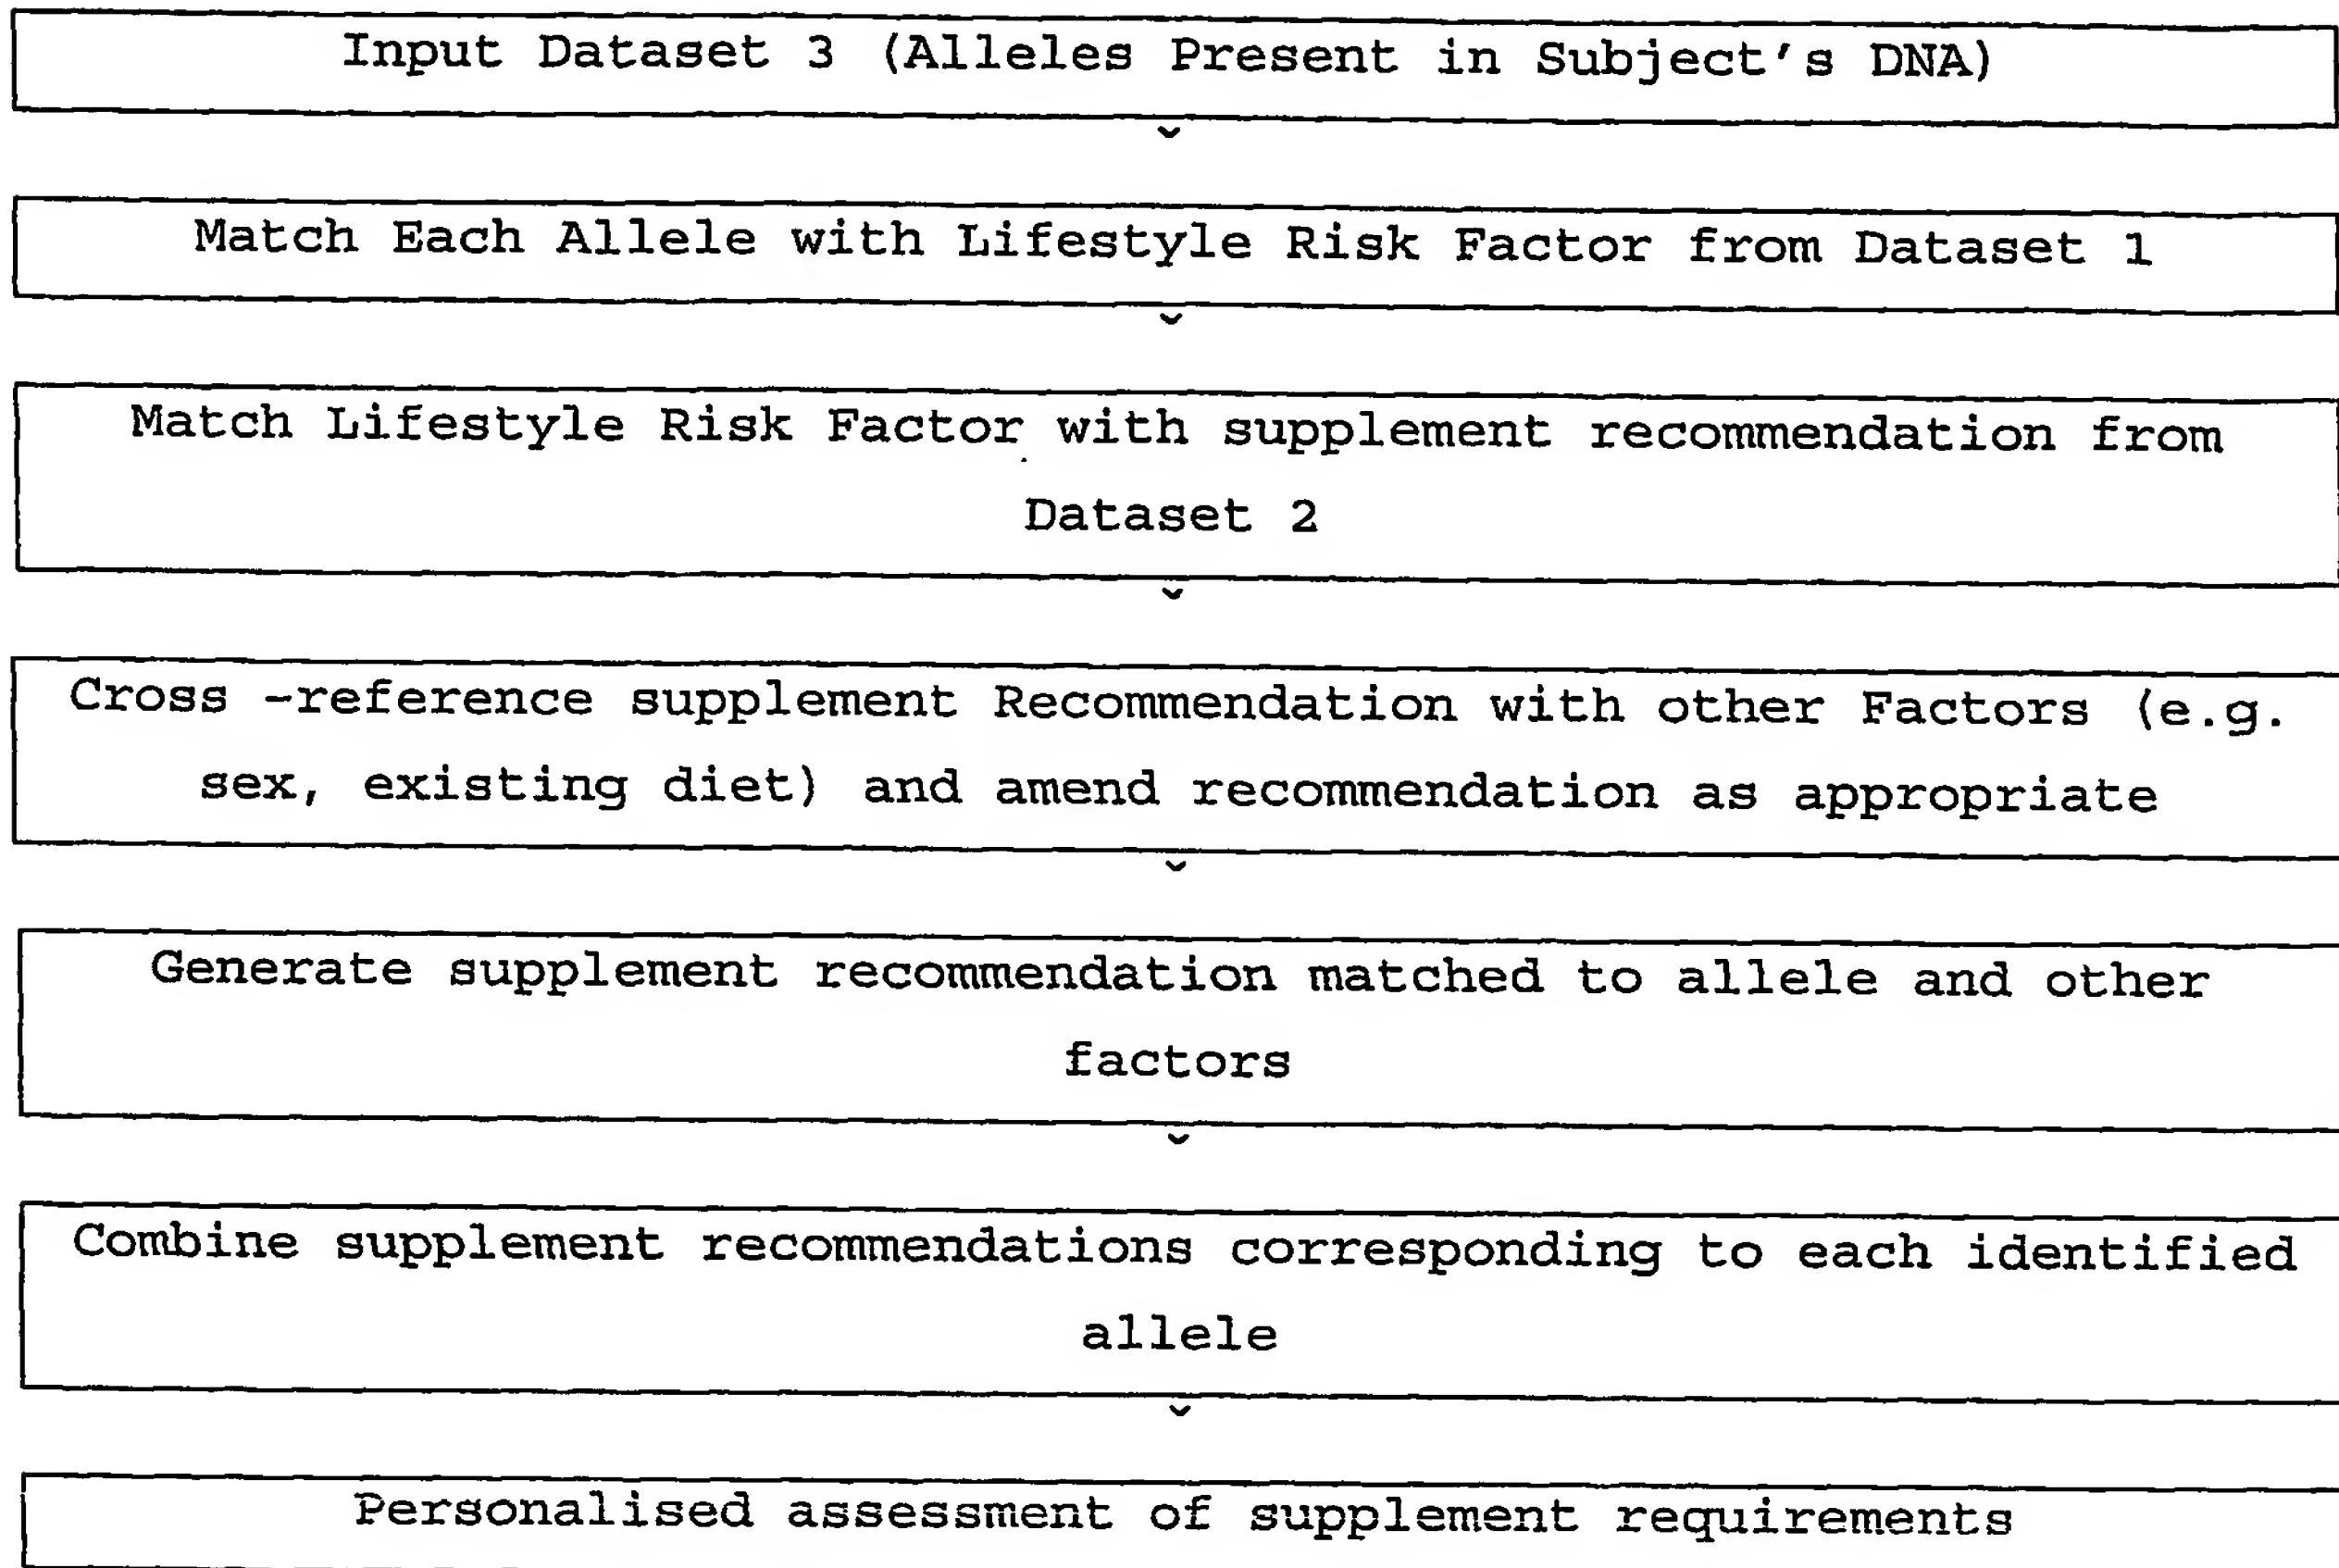 Input Dataset 3 (Alleles Present in Subject's DNA)
Match Each Allele with Lifestyle Risk Factor from Dataset 1
Match Lifestyle Risk Factor with supplement recommendation from
Dataset 2
Cross -reference supplement Recommendation with other Factors (e.g.
sex, existing diet) and amend recommendation as appropriate
Generate supplement recommendation matched to allele and other
factors
Combine supplement recommendations corresponding to each identified
allele
Personalised assessment of supplement requirements